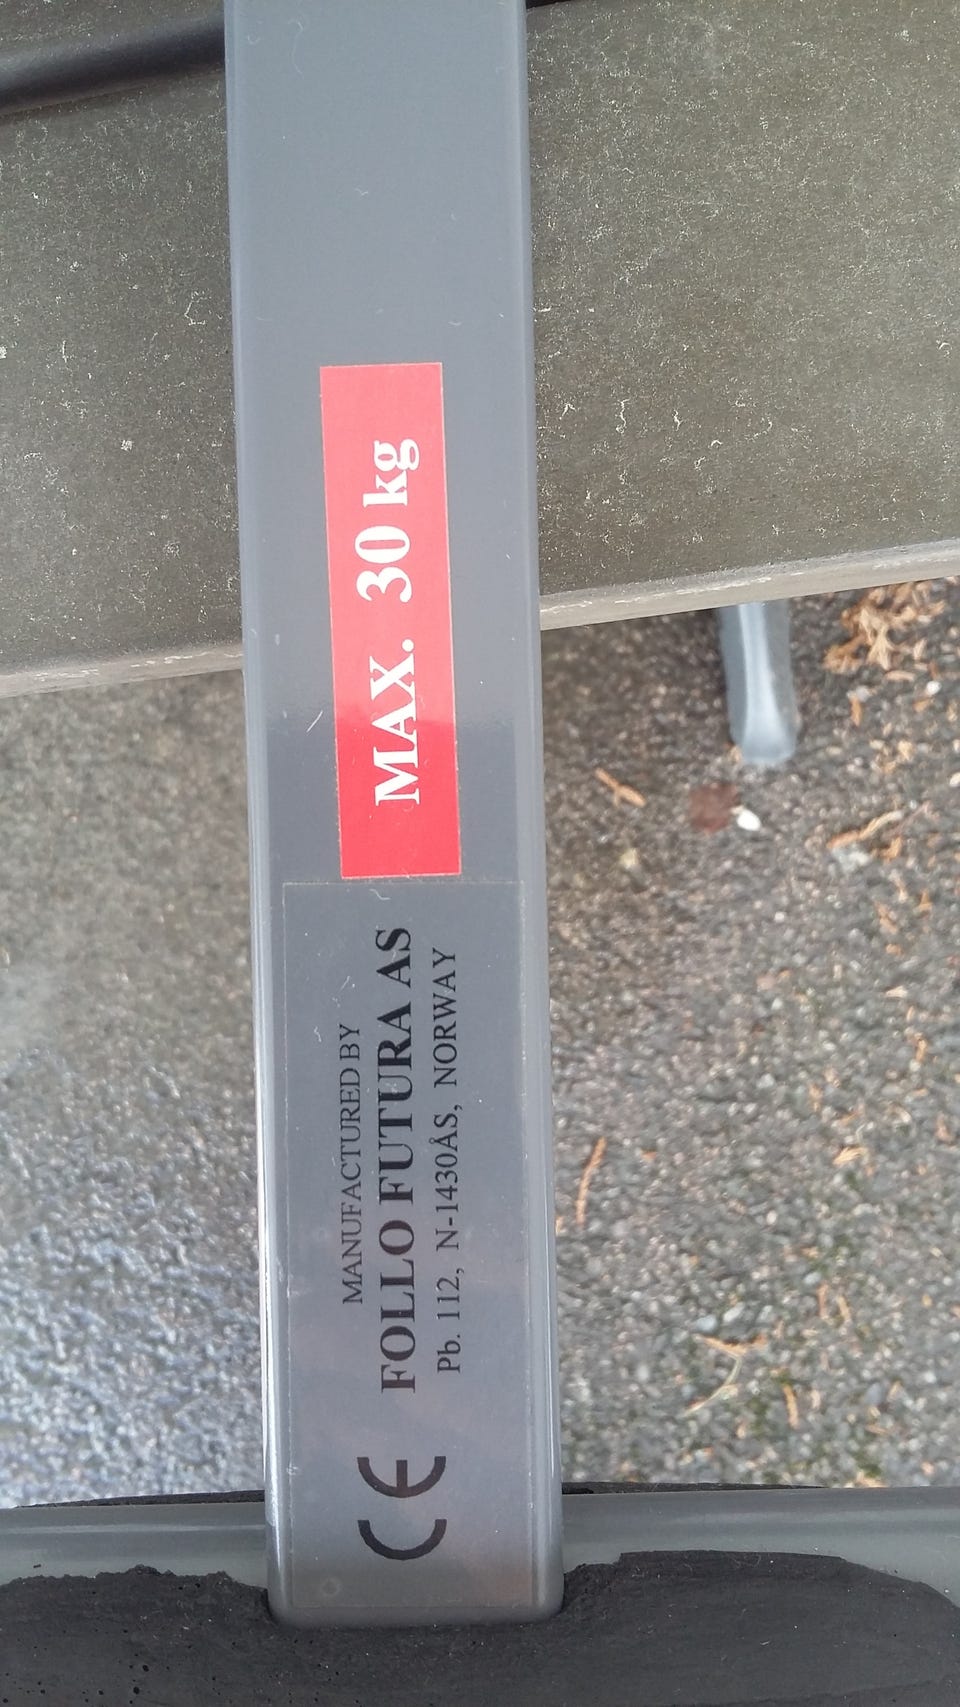 MANUFACTURED BY
FOLLO FUTURA AS
Pb. 112, N-1430ÅS, NORWAY
CE
MAX. 30 kg